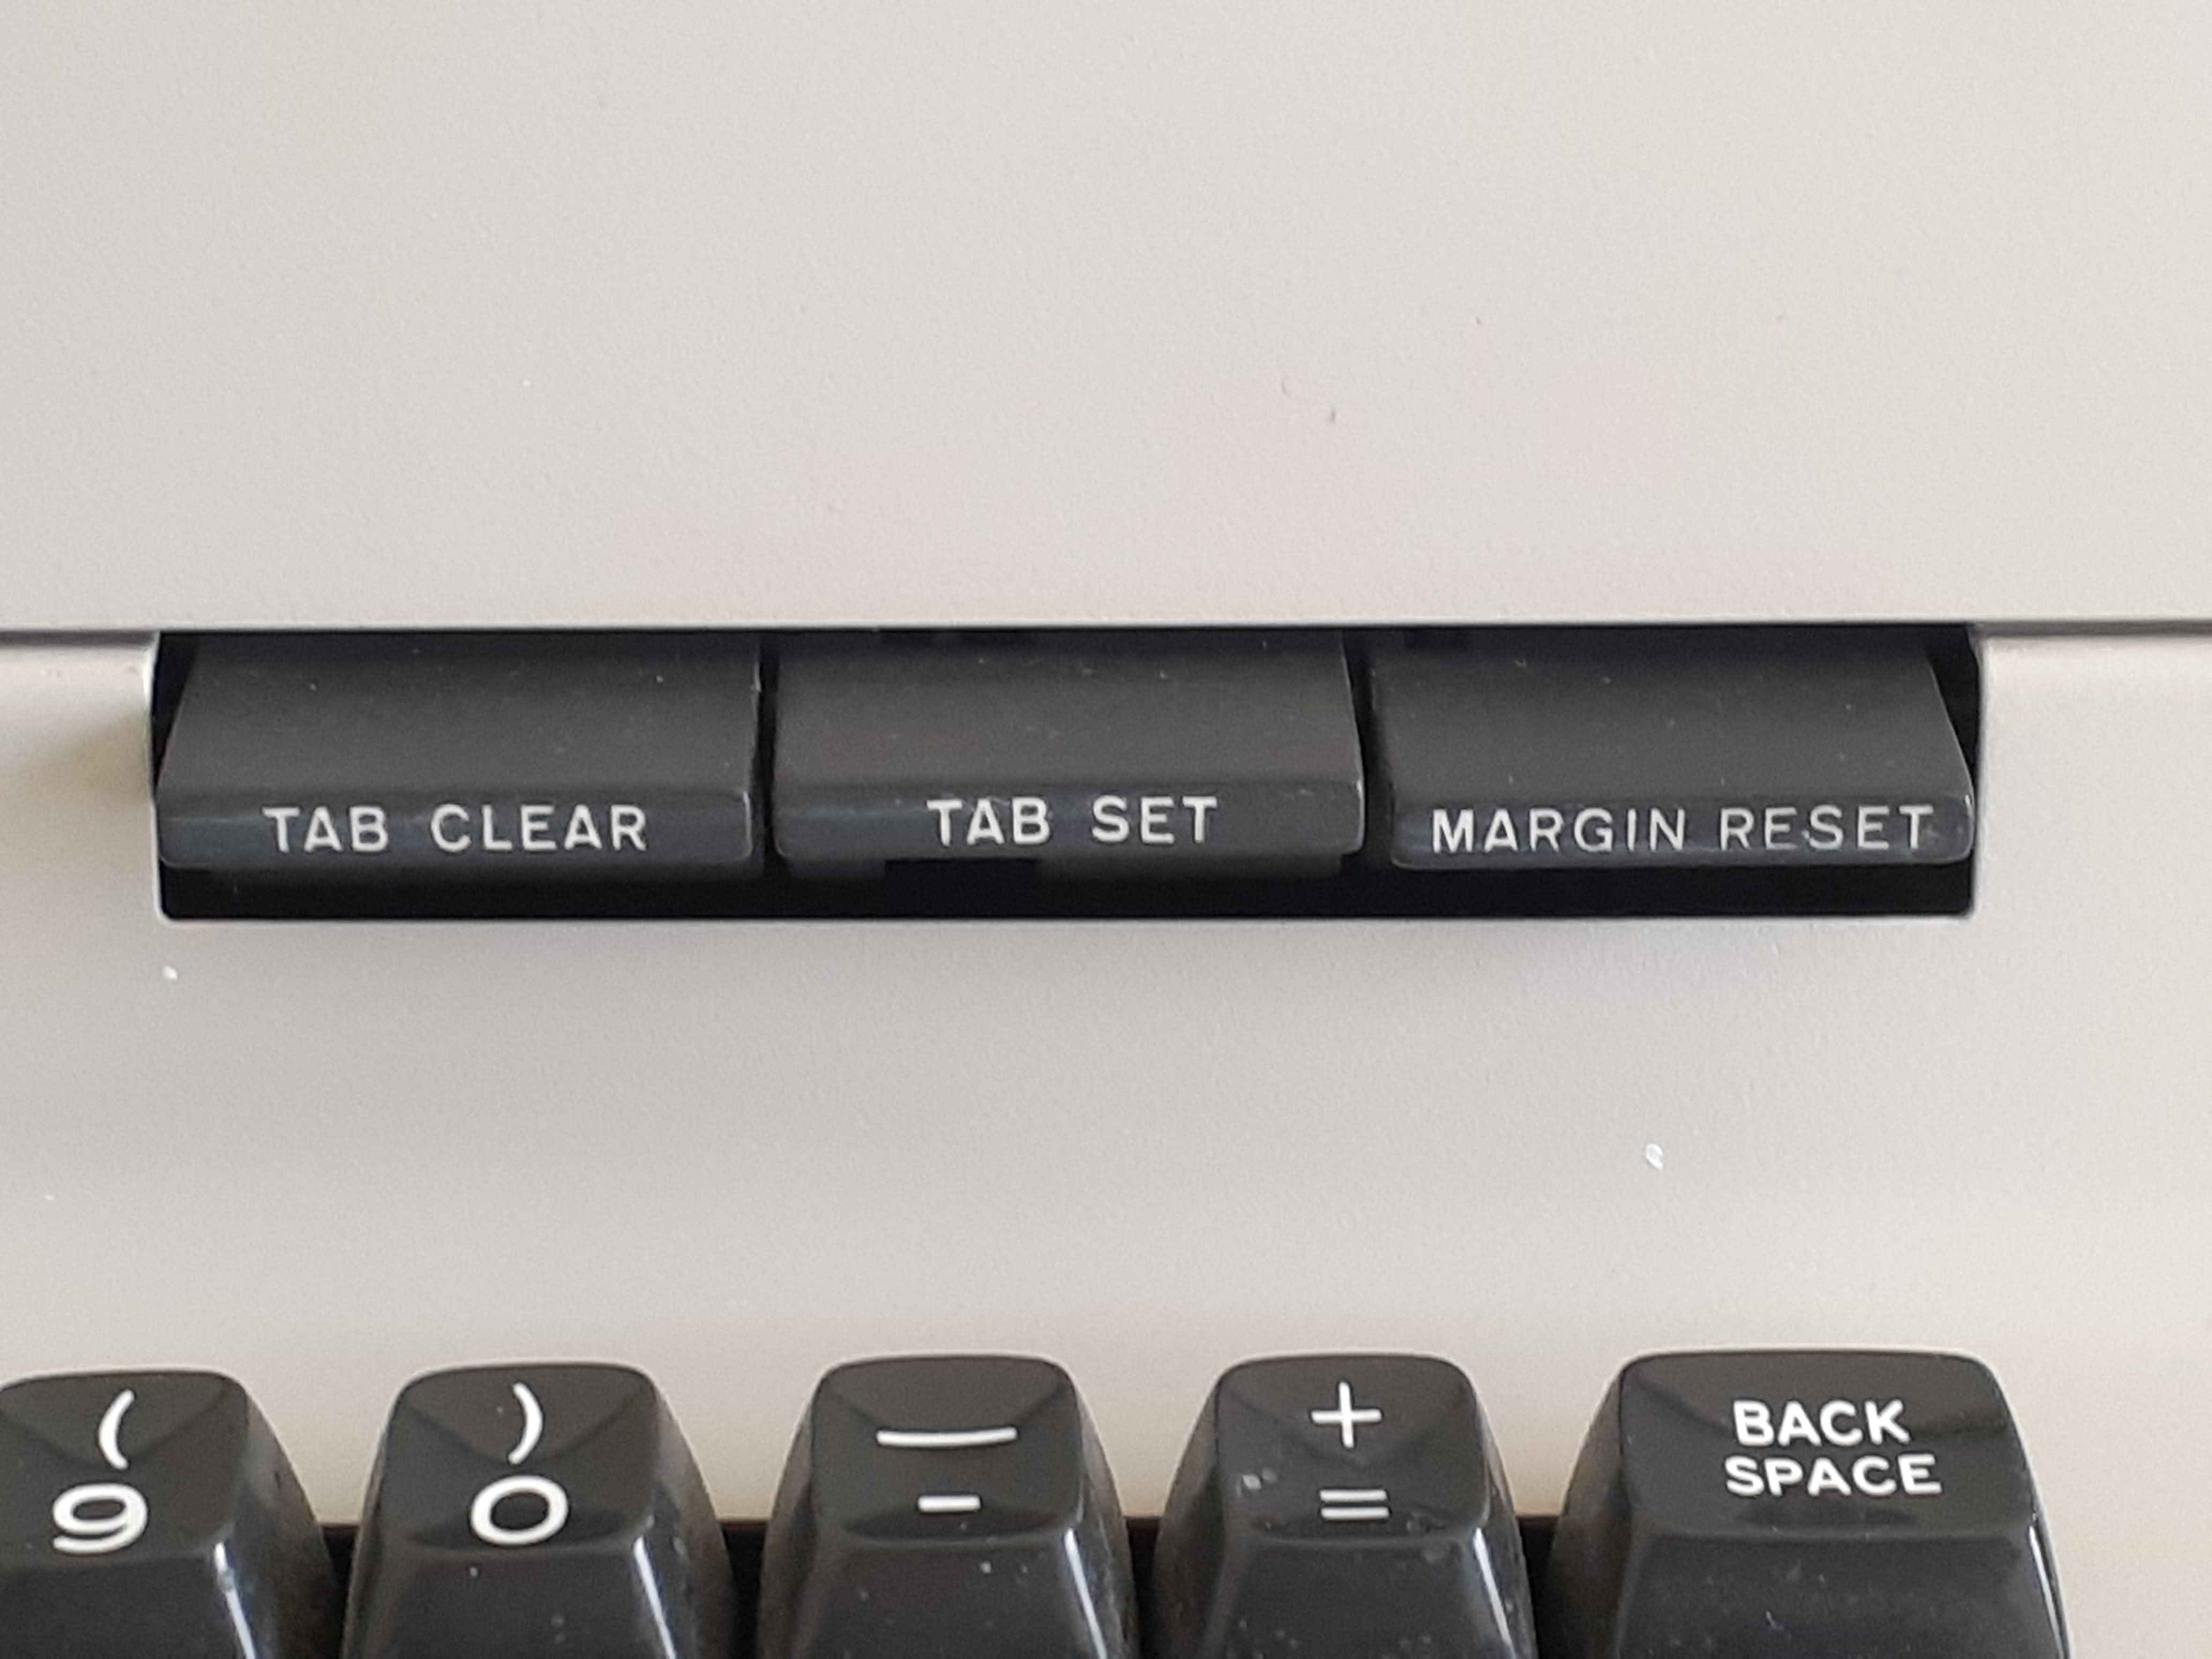 TAB CLEAR TAB SET MARGIN RESET
( ) _ + BACK
9 0 - = SPACE